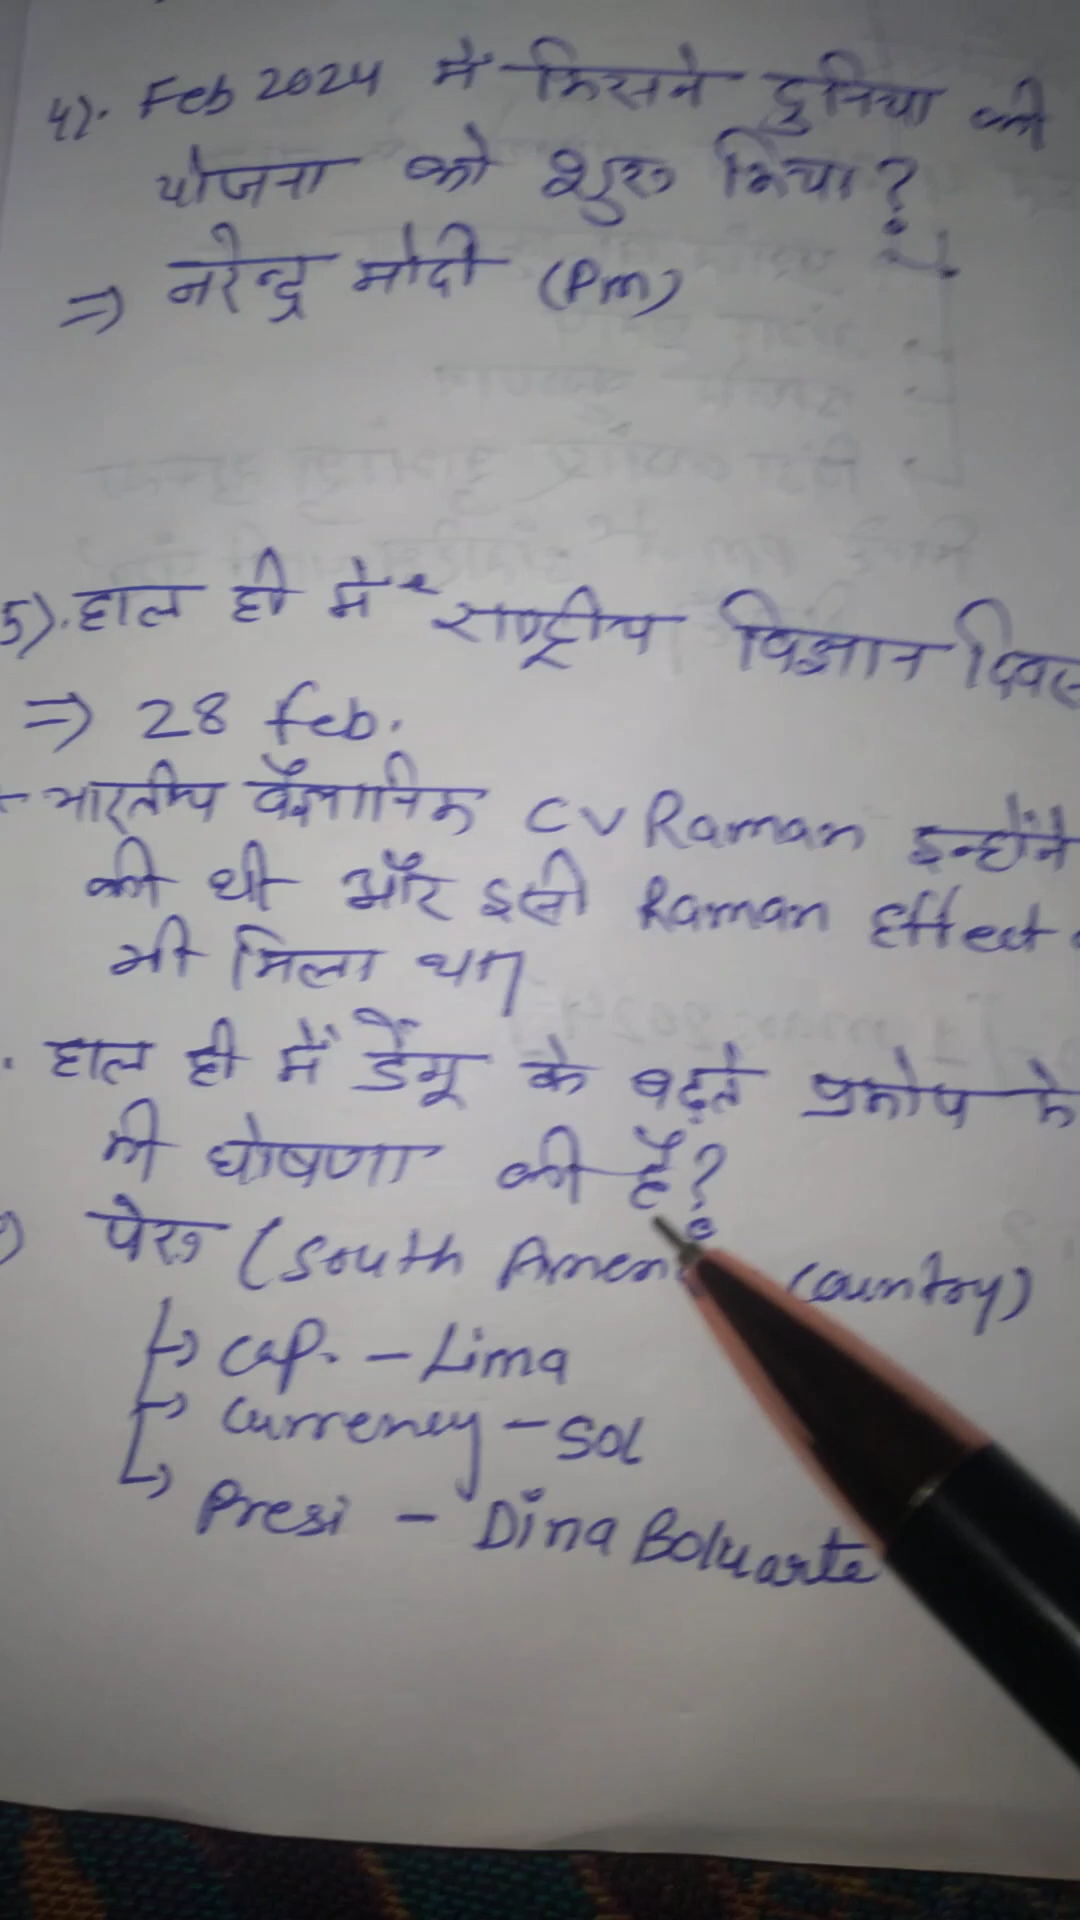 4). Feb 2024 में किसने दुनिया की
योजना को शुरु किया?
=> नरेन्द्र मोदी (Pm)
5). हाल ही में राष्ट्रीय विज्ञान दिवस
=> 28 feb.
भारतीय वैज्ञानिक CV Raman इन्होंने
की थी और इसी Raman Effect
भी मिला था
. हाल ही में डेंगू के बढ़ते प्रकोप के
की घोषणा की है?
पेरु (South Ameri country)
→ Cap. - Lima
→ Currency - Sol
→ Presi - Dina Boluarte